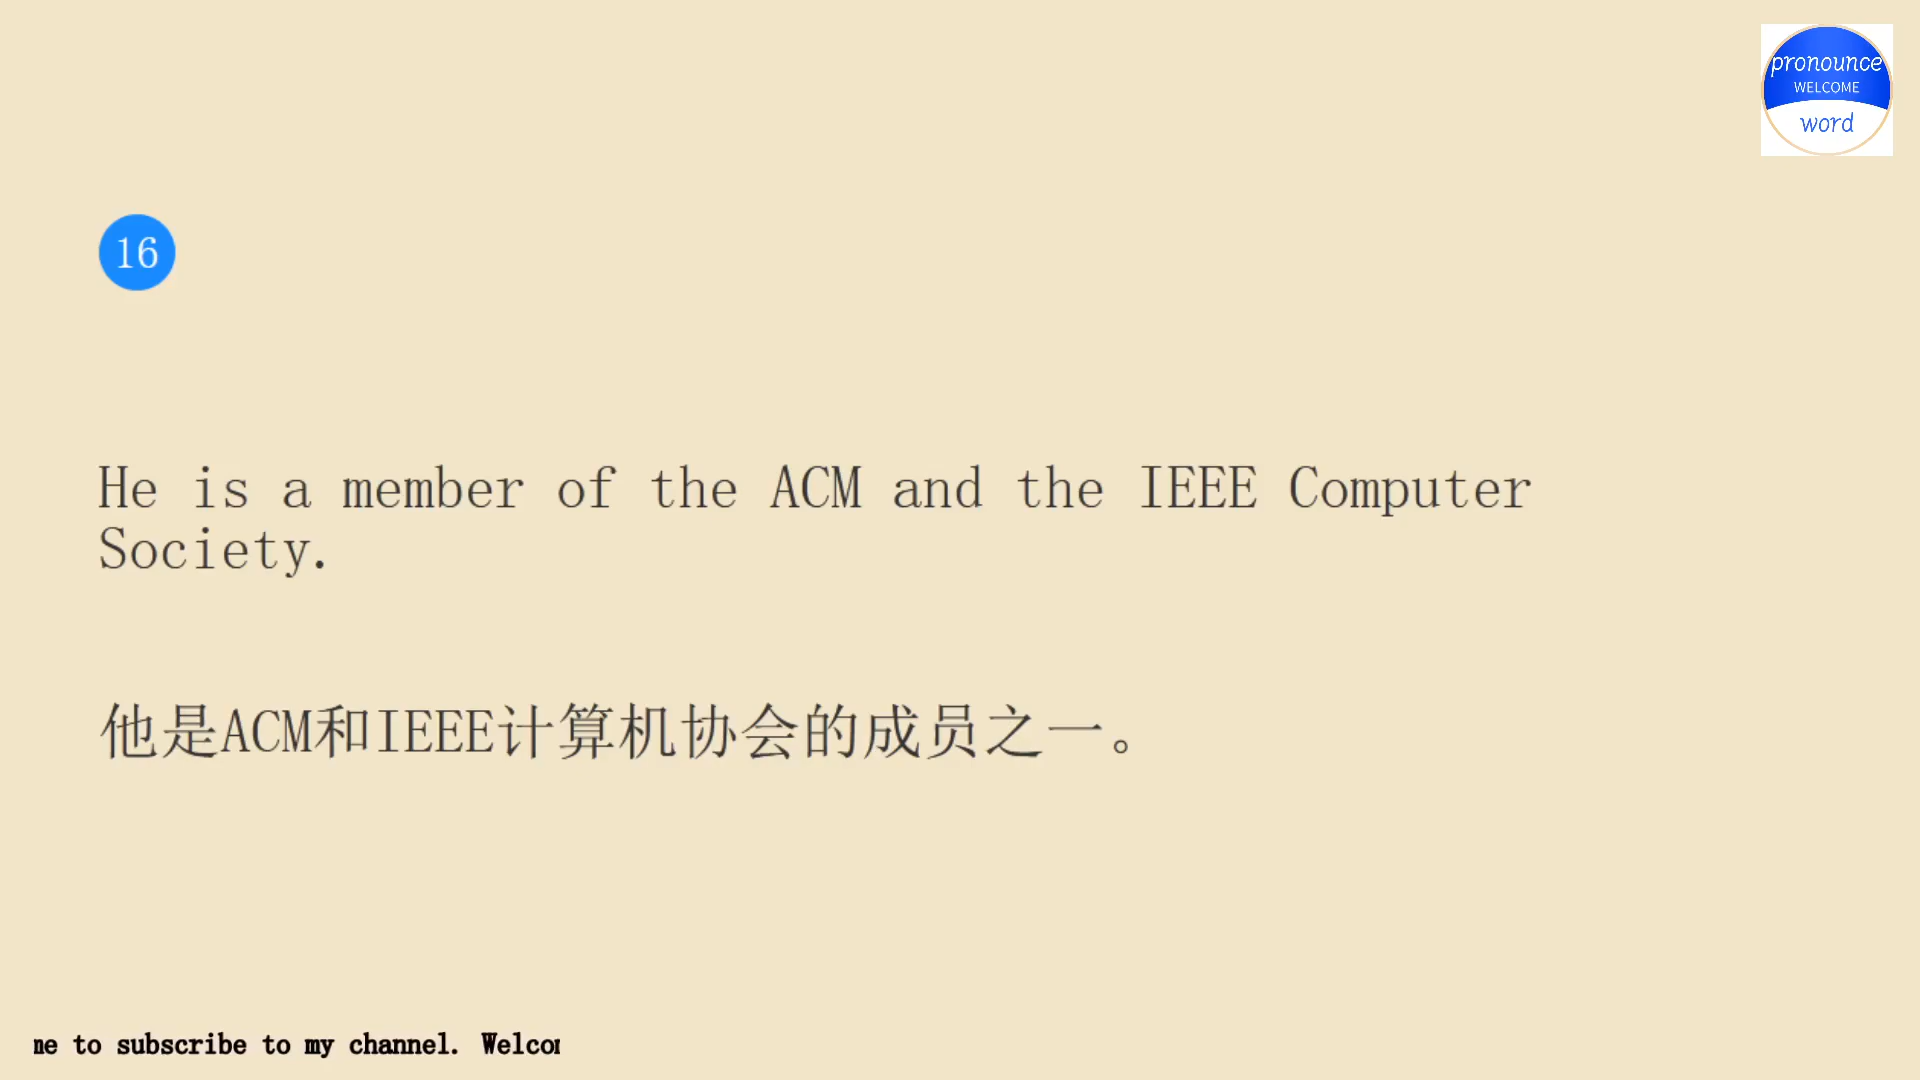 pronounce
WELCOME
word
16
He is a member of the ACM and the IEEE Computer
Society.
他是ACM和IEEE计算机协会的成员之一。
me to subscribe to my channel. Welcom